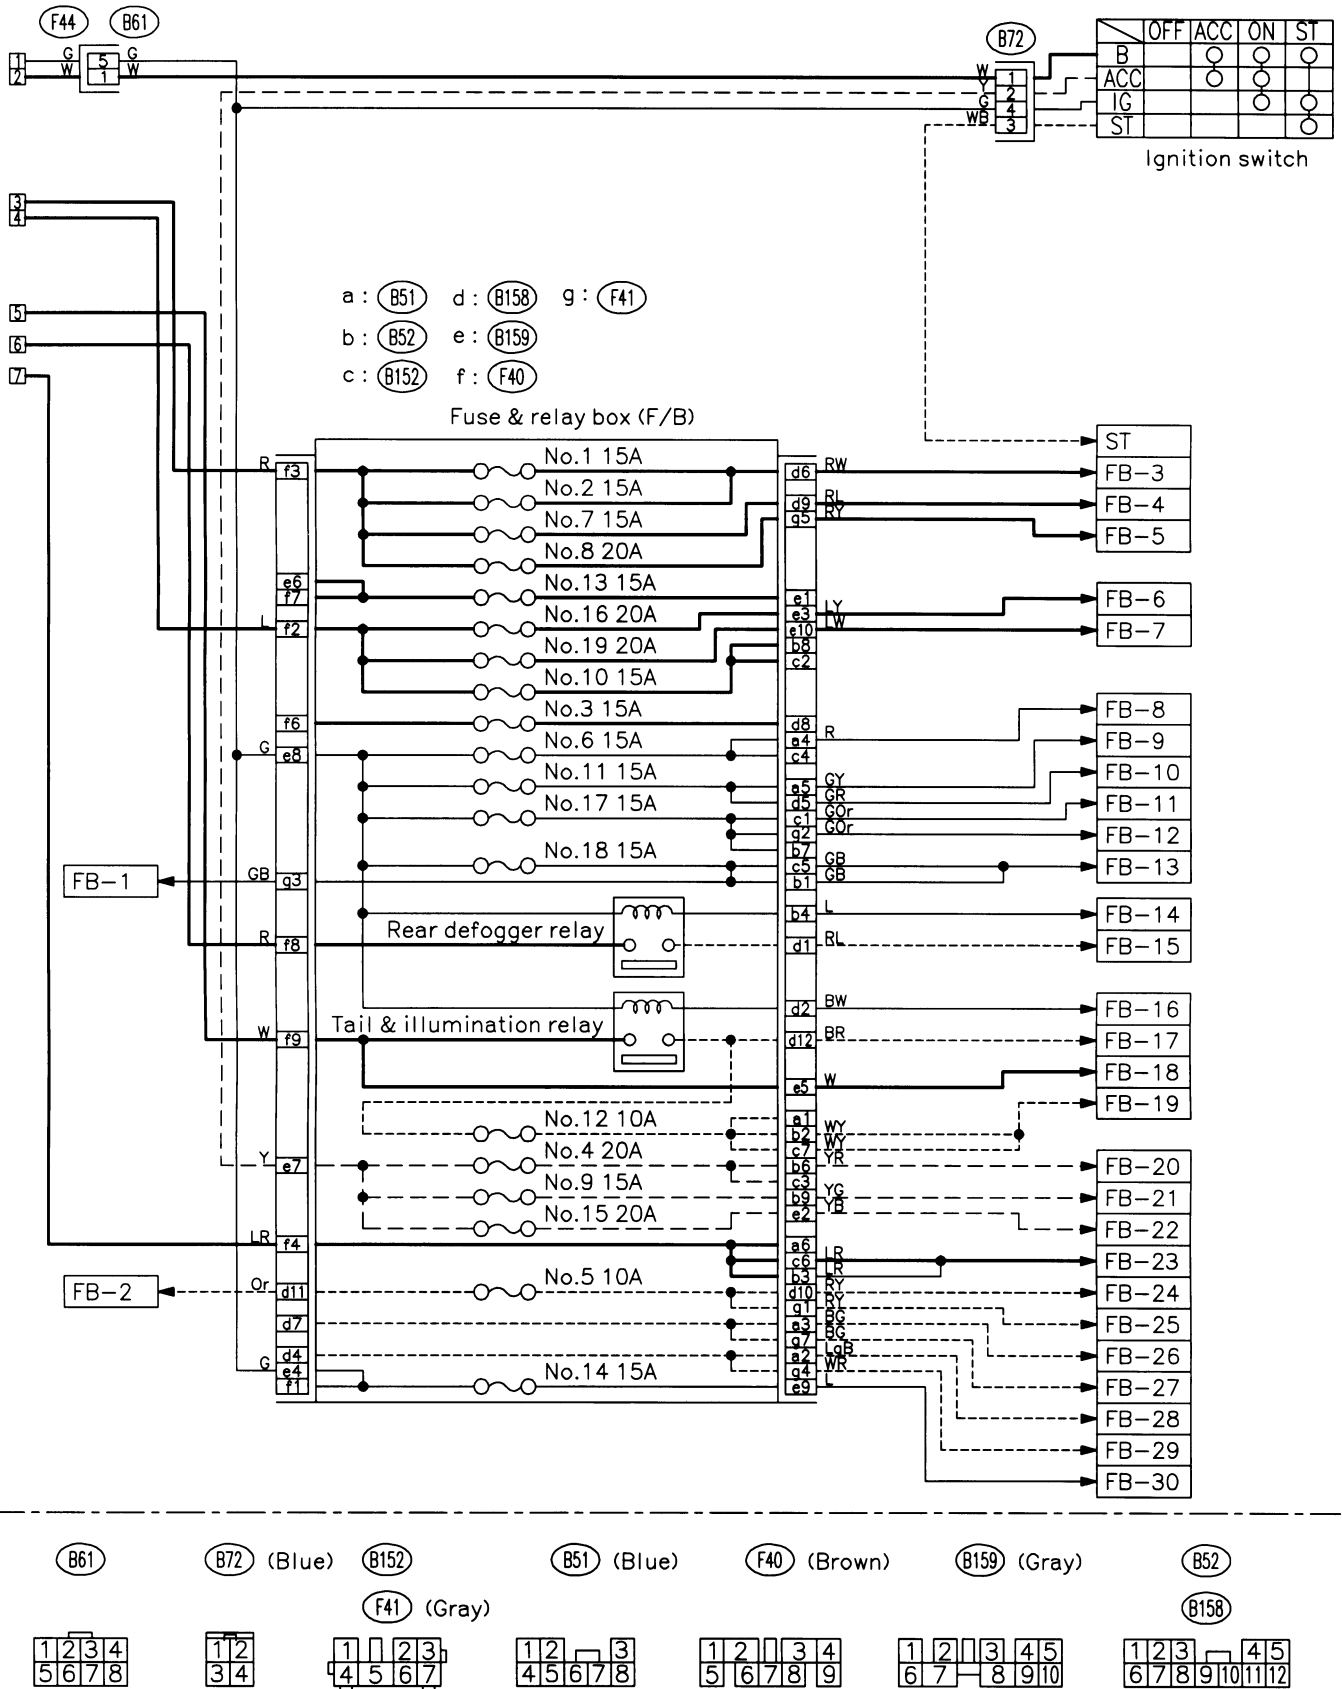 F44 B61
B72
OFF ACC ON ST
B
ACC
IG
ST
Ignition switch
1 G 5 G
2 W 1 W
W 1
Y 2
G 4
WB 3
3
4
5
6
7
a : B51 d : B158 g : F41
b : B52 e : B159
c : B152 f : F40
Fuse & relay box (F/B)
ST
R f3 No.1 15A d6 RW FB-3
No.2 15A d9 RL FB-4
No.7 15A g5 RY FB-5
No.8 20A
e6 No.13 15A
f7 e1 FB-6
No.16 20A e3 LY
L f2 e10 LW FB-7
No.19 20A b8
c2
No.10 15A
No.3 15A FB-8
f6 d8
No.6 15A a4 R FB-9
G e8 c4
No.11 15A FB-10
a5 GY
No.17 15A d5 GR FB-11
c1 GOr
g2 GOr FB-12
No.18 15A b7
c5 GB FB-13
FB-1 GB g3 b1 GB
b4 L FB-14
Rear defogger relay
R f8 d1 RL FB-15
d2 BW FB-16
Tail & illumination relay
W f9 d12 BR FB-17
e5 W FB-18
FB-19
No.12 10A a1
b2 WY
No.4 20A c7 WY
Y e7 b6 YR FB-20
No.9 15A c3
b9 YG FB-21
No.15 20A e2 YB
FB-22
LR f4 a6
c6 LR FB-23
No.5 10A b3 LR
FB-2 Or d11 d10 RY FB-24
g1 RY
d7 a3 BG FB-25
g7 BG
d4 a2 LgB FB-26
G e4 No.14 15A g4 WR
f1 e9 L FB-27
FB-28
FB-29
FB-30
B61 B72 (Blue) B152 B51 (Blue) F40 (Brown) B159 (Gray) B52
F41 (Gray) B158
1 2 3 4 1 2 1 2 3 1 2 3 1 2 3 4 1 2 3 4 5 1 2 3 4 5
5 6 7 8 3 4 4 5 6 7 4 5 6 7 8 5 6 7 8 9 6 7 8 9 10 6 7 8 9 10 11 12